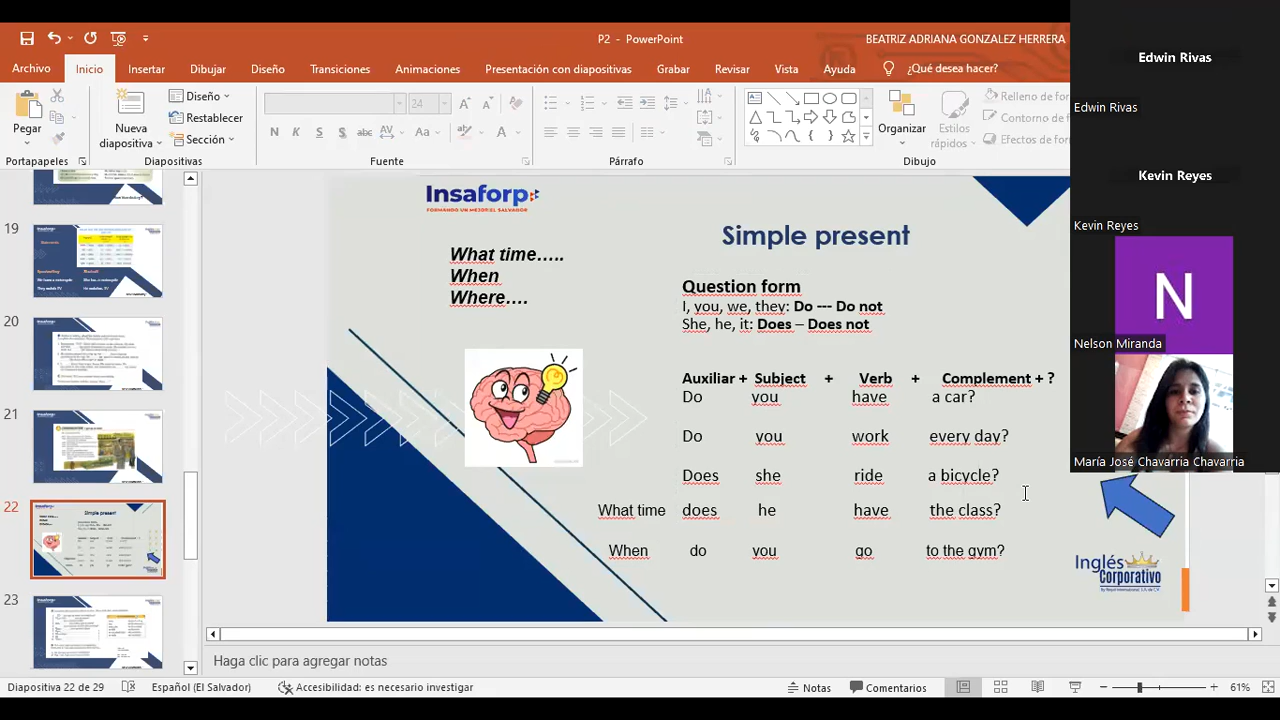 P2 - PowerPoint
BEATRIZ ADRIANA GONZALEZ HERRERA
Archivo
Inicio
Insertar
Dibujar
Diseño
Transiciones
Animaciones
Presentación con diapositivas
Grabar
Revisar
Vista
Ayuda
¿Qué desea hacer?
Pegar
Nueva
diapositiva
Diseño
Restablecer
Sección
24
N K S S abc AV Aa A
Organizar
Estilos
rápidos
Relleno de for
Contorno de
Efectos de for
Portapapeles
Diapositivas
Fuente
Párrafo
Dibujo
Edwin Rivas
Edwin Rivas
Kevin Reyes
Kevin Reyes
N
Nelson Miranda
María José Chavarría Chavarria
19
20
21
22
Simple present
23
Insaforp
FORMANDO UN MEJOR EL SALVADOR
Simple present
What time…..
When
Where….
Question form
I, you, we, they: Do --- Do not
She, he, it: Does – Does not
Auxiliar + Subject + Verb + Complement + ?
Do you have a car?
Do you work every day?
Does she ride a bicycle?
What time does he have the class?
When do you go to the gym?
Inglés
Corporativo
Haga clic para agregar notas
Diapositiva 22 de 29
Español (El Salvador)
Accesibilidad: es necesario investigar
Notas
Comentarios
61%